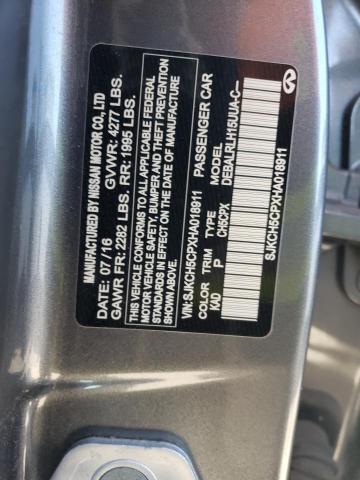 MANUFACTURED BY NISSAN MOTOR CO., LTD
DATE: 07/16 GVWR: 4277 LBS.
GAWR FR: 2282 LBS. RR: 1995 LBS.
THIS VEHICLE CONFORMS TO ALL APPLICABLE FEDERAL
MOTOR VEHICLE SAFETY, BUMPER AND THEFT PREVENTION
STANDARDS IN EFFECT ON THE DATE OF
MANUFACTURE SHOWN ABOVE.
VIN: SJKCH5CPXHA018911 PASSENGER CAR
COLOR TRIM TYPE MODEL
KAD P CH5CPX DEBALRLH15UUA-C--
SJKCH5CPXHA018911